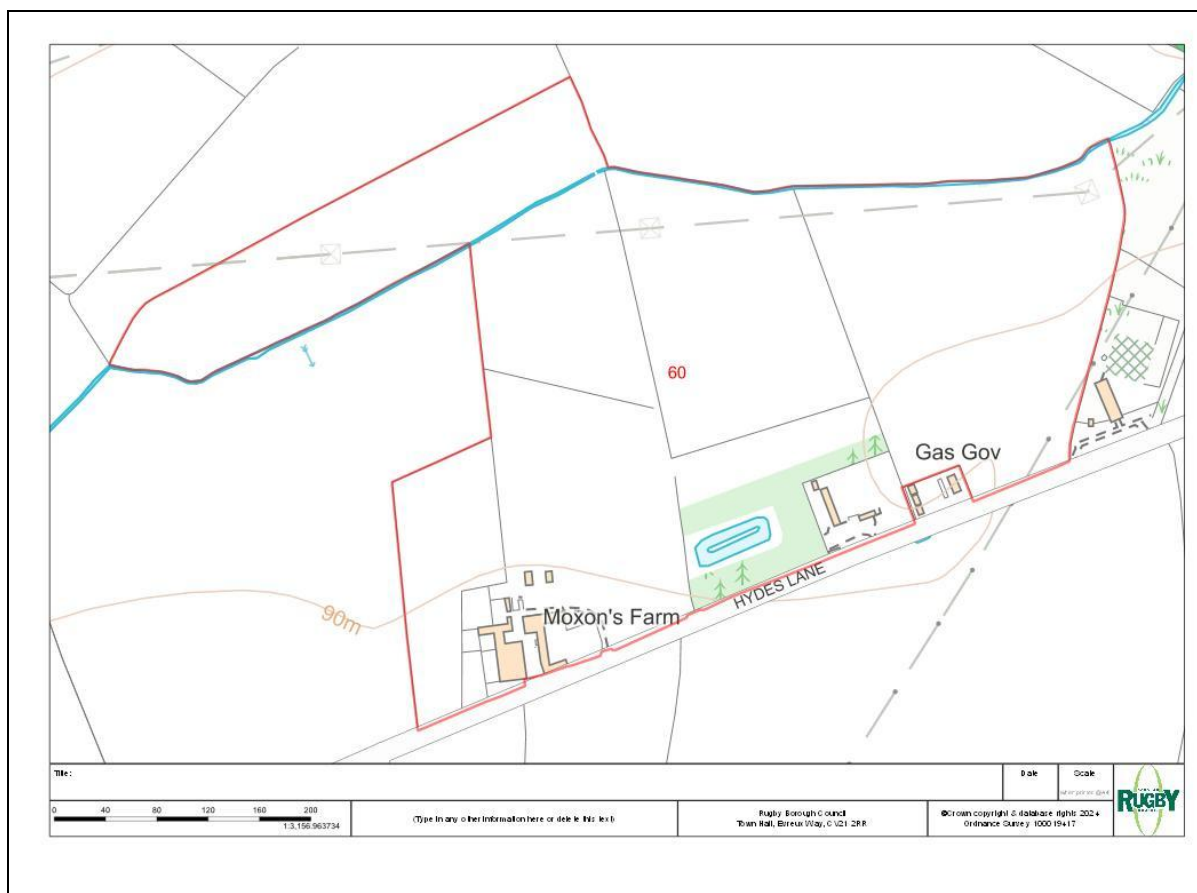 60
Gas Gov
HYDES LANE
Moxon's Farm
90m
Title:
Date
Scale
0 40 80 120 160 200
1:3,156.963734
(Type in any other information here or delete this text)
Rugby Borough Council
Town Hall, Evreux Way, CV21 2RR
©Crown copyright & database rights 2024
Ordnance Survey 100019417
RUGBY